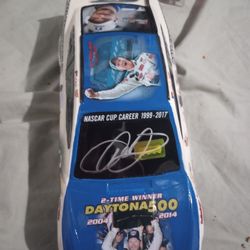 NASCAR CUP CAREER 1999-2017
2-TIME WINNER
DAYTONA 500
2004 2014